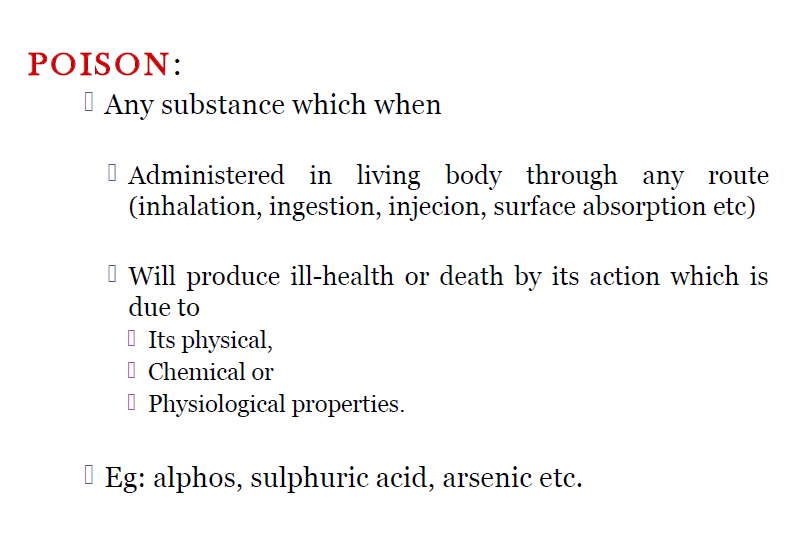 POISON:
Any substance which when
Administered in living body through any route
(inhalation, ingestion, injecion, surface absorption etc)
Will produce ill-health or death by its action which is
due to
Its physical,
Chemical or
Physiological properties.
Eg: alphos, sulphuric acid, arsenic etc.